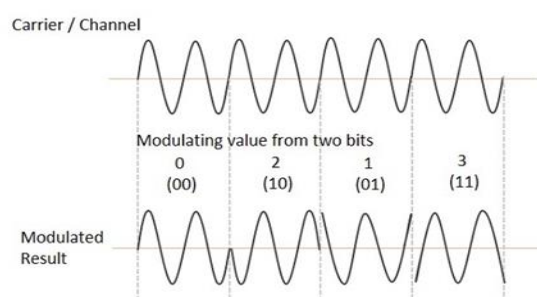 Carrier / Channel
Modulating value from two bits
0 2 1 3
(00) (10) (01) (11)
Modulated
Result